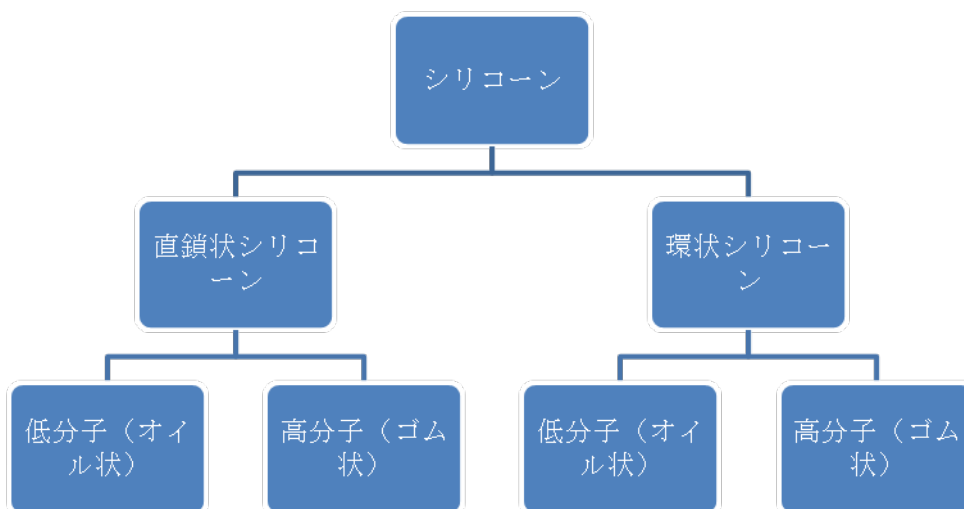 シリコーン
直鎖状シリコ
ーン
環状シリコー
ン
低分子（オイ
ル状）
高分子（ゴム
状）
低分子（オイ
ル状）
高分子（ゴム
状）